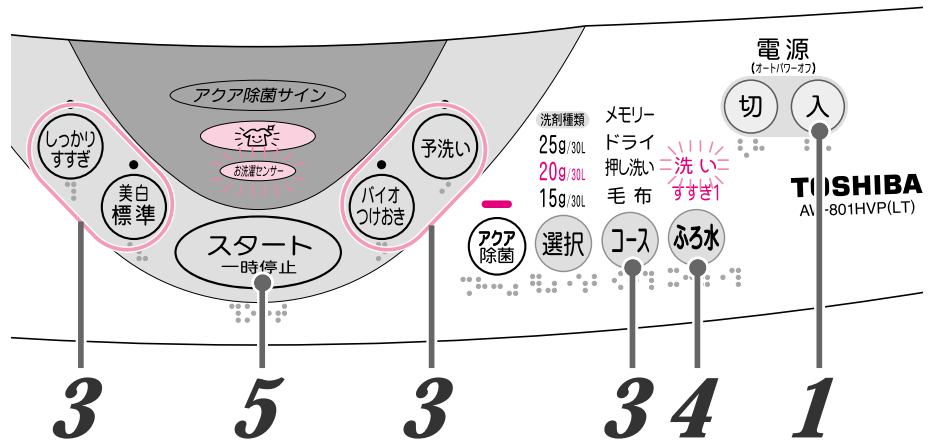 電源
(オートパワーオフ)
切
入
アクア除菌サイン
お洗濯センサー
しっかり
すすぎ
美白
標準
予洗い
バイオ
つけおき
スタート
一時停止
洗剤種類
25g/30L
20g/30L
15g/30L
メモリー
ドライ
押し洗い
毛布
洗い
すすぎ1
アクア
除菌
選択
コース
ふろ水
TOSHIBA
AW-801HVP(LT)
3
5
3
3
4
1